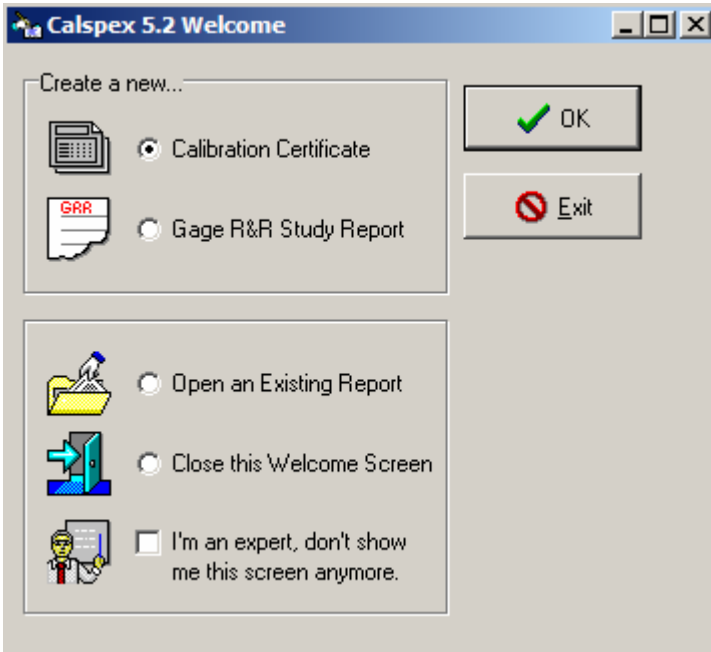 Calspex 5.2 Welcome
Create a new...
Calibration Certificate
GRR
Gage R&R Study Report
OK
Exit
Open an Existing Report
Close this Welcome Screen
I'm an expert, don't show
me this screen anymore.